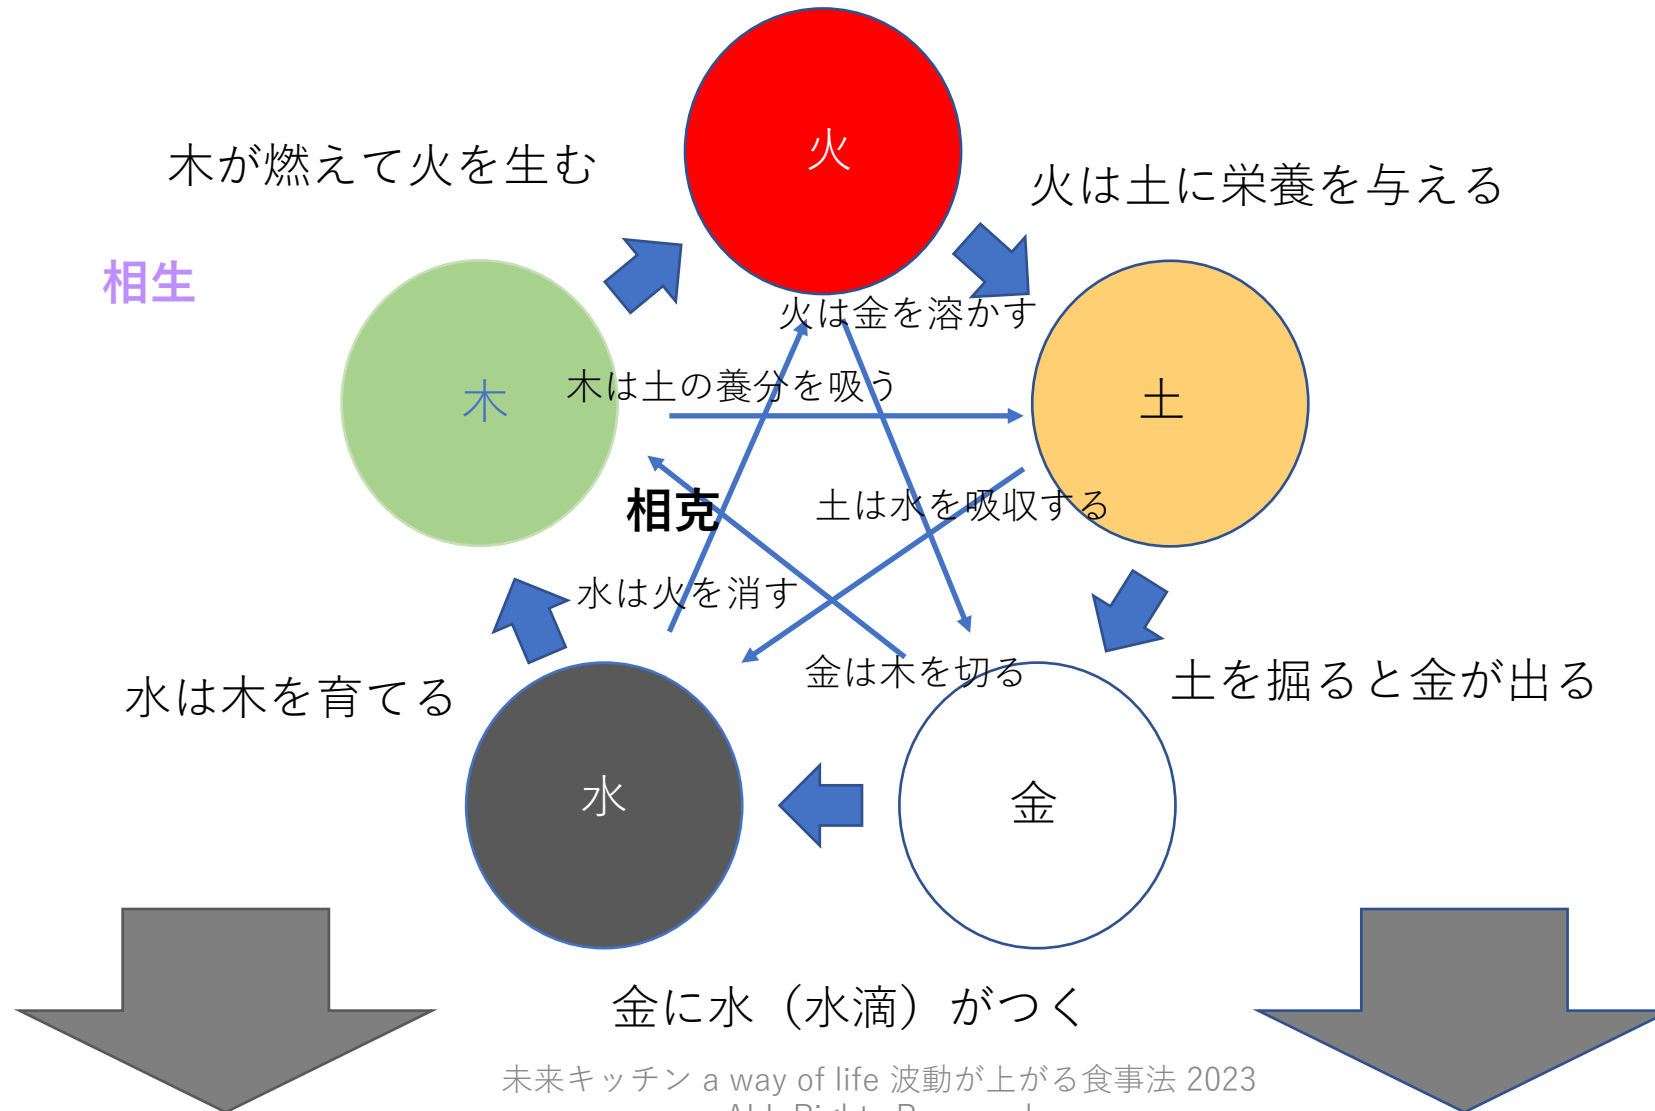 火
木が燃えて火を生む
火は土に栄養を与える
相生
火は金を溶かす
木は土の養分を吸う
木
土
相克
土は水を吸収する
水は火を消す
金は木を切る
水は木を育てる
土を掘ると金が出る
水
金
金に水（水滴）がつく
未来キッチン a way of life 波動が上がる食事法 2023